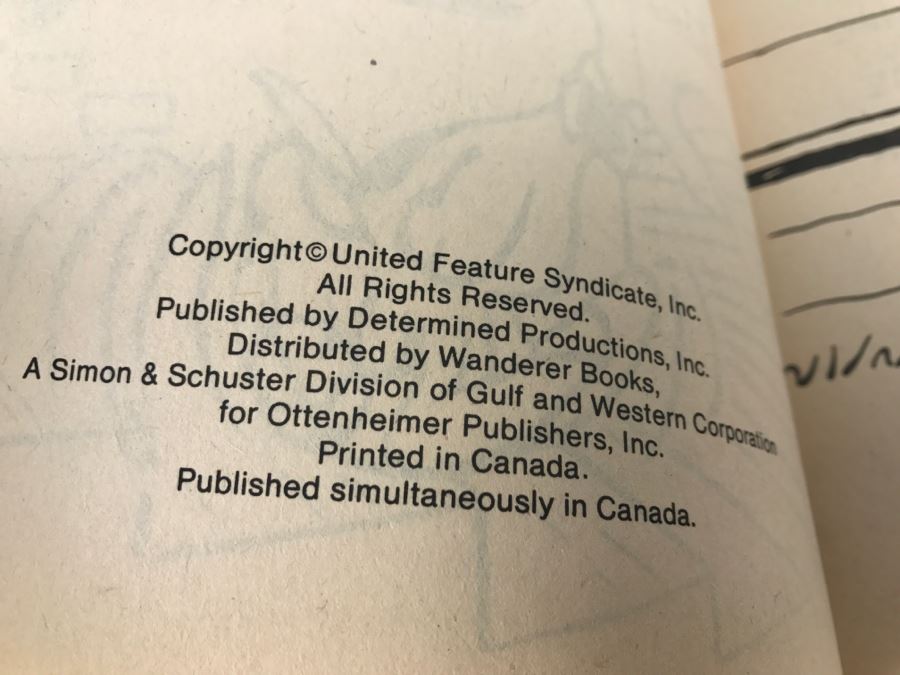 Copyright © United Feature Syndicate, Inc.
All Rights Reserved.
Published by Determined Productions, Inc.
Distributed by Wanderer Books,
A Simon & Schuster Division of Gulf and Western Corporation
for Ottenheimer Publishers, Inc.
Printed in Canada.
Published simultaneously in Canada.